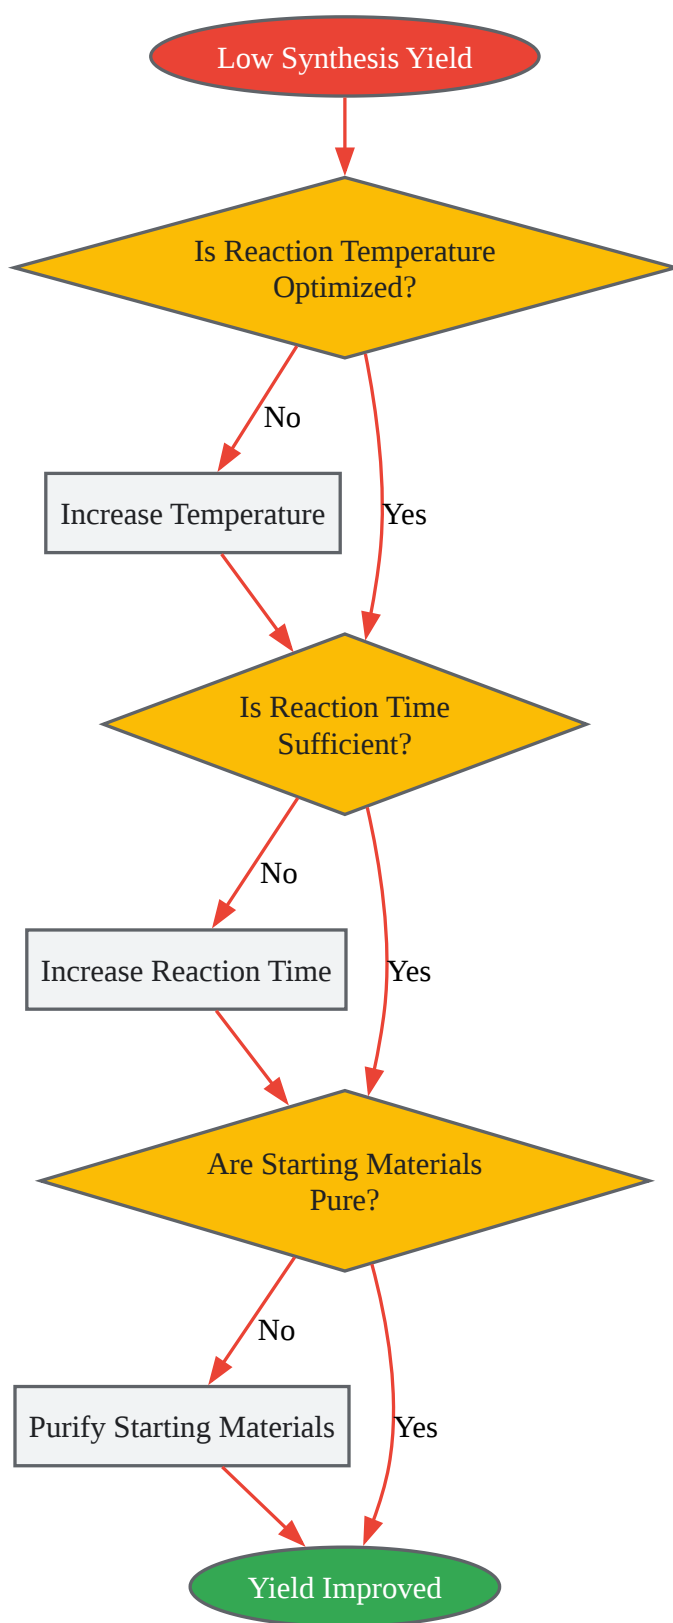 Low Synthesis Yield
Is Reaction Temperature
Optimized?
No
Increase Temperature
Yes
Is Reaction Time
Sufficient?
No
Increase Reaction Time
Yes
Are Starting Materials
Pure?
No
Purify Starting Materials
Yes
Yield Improved